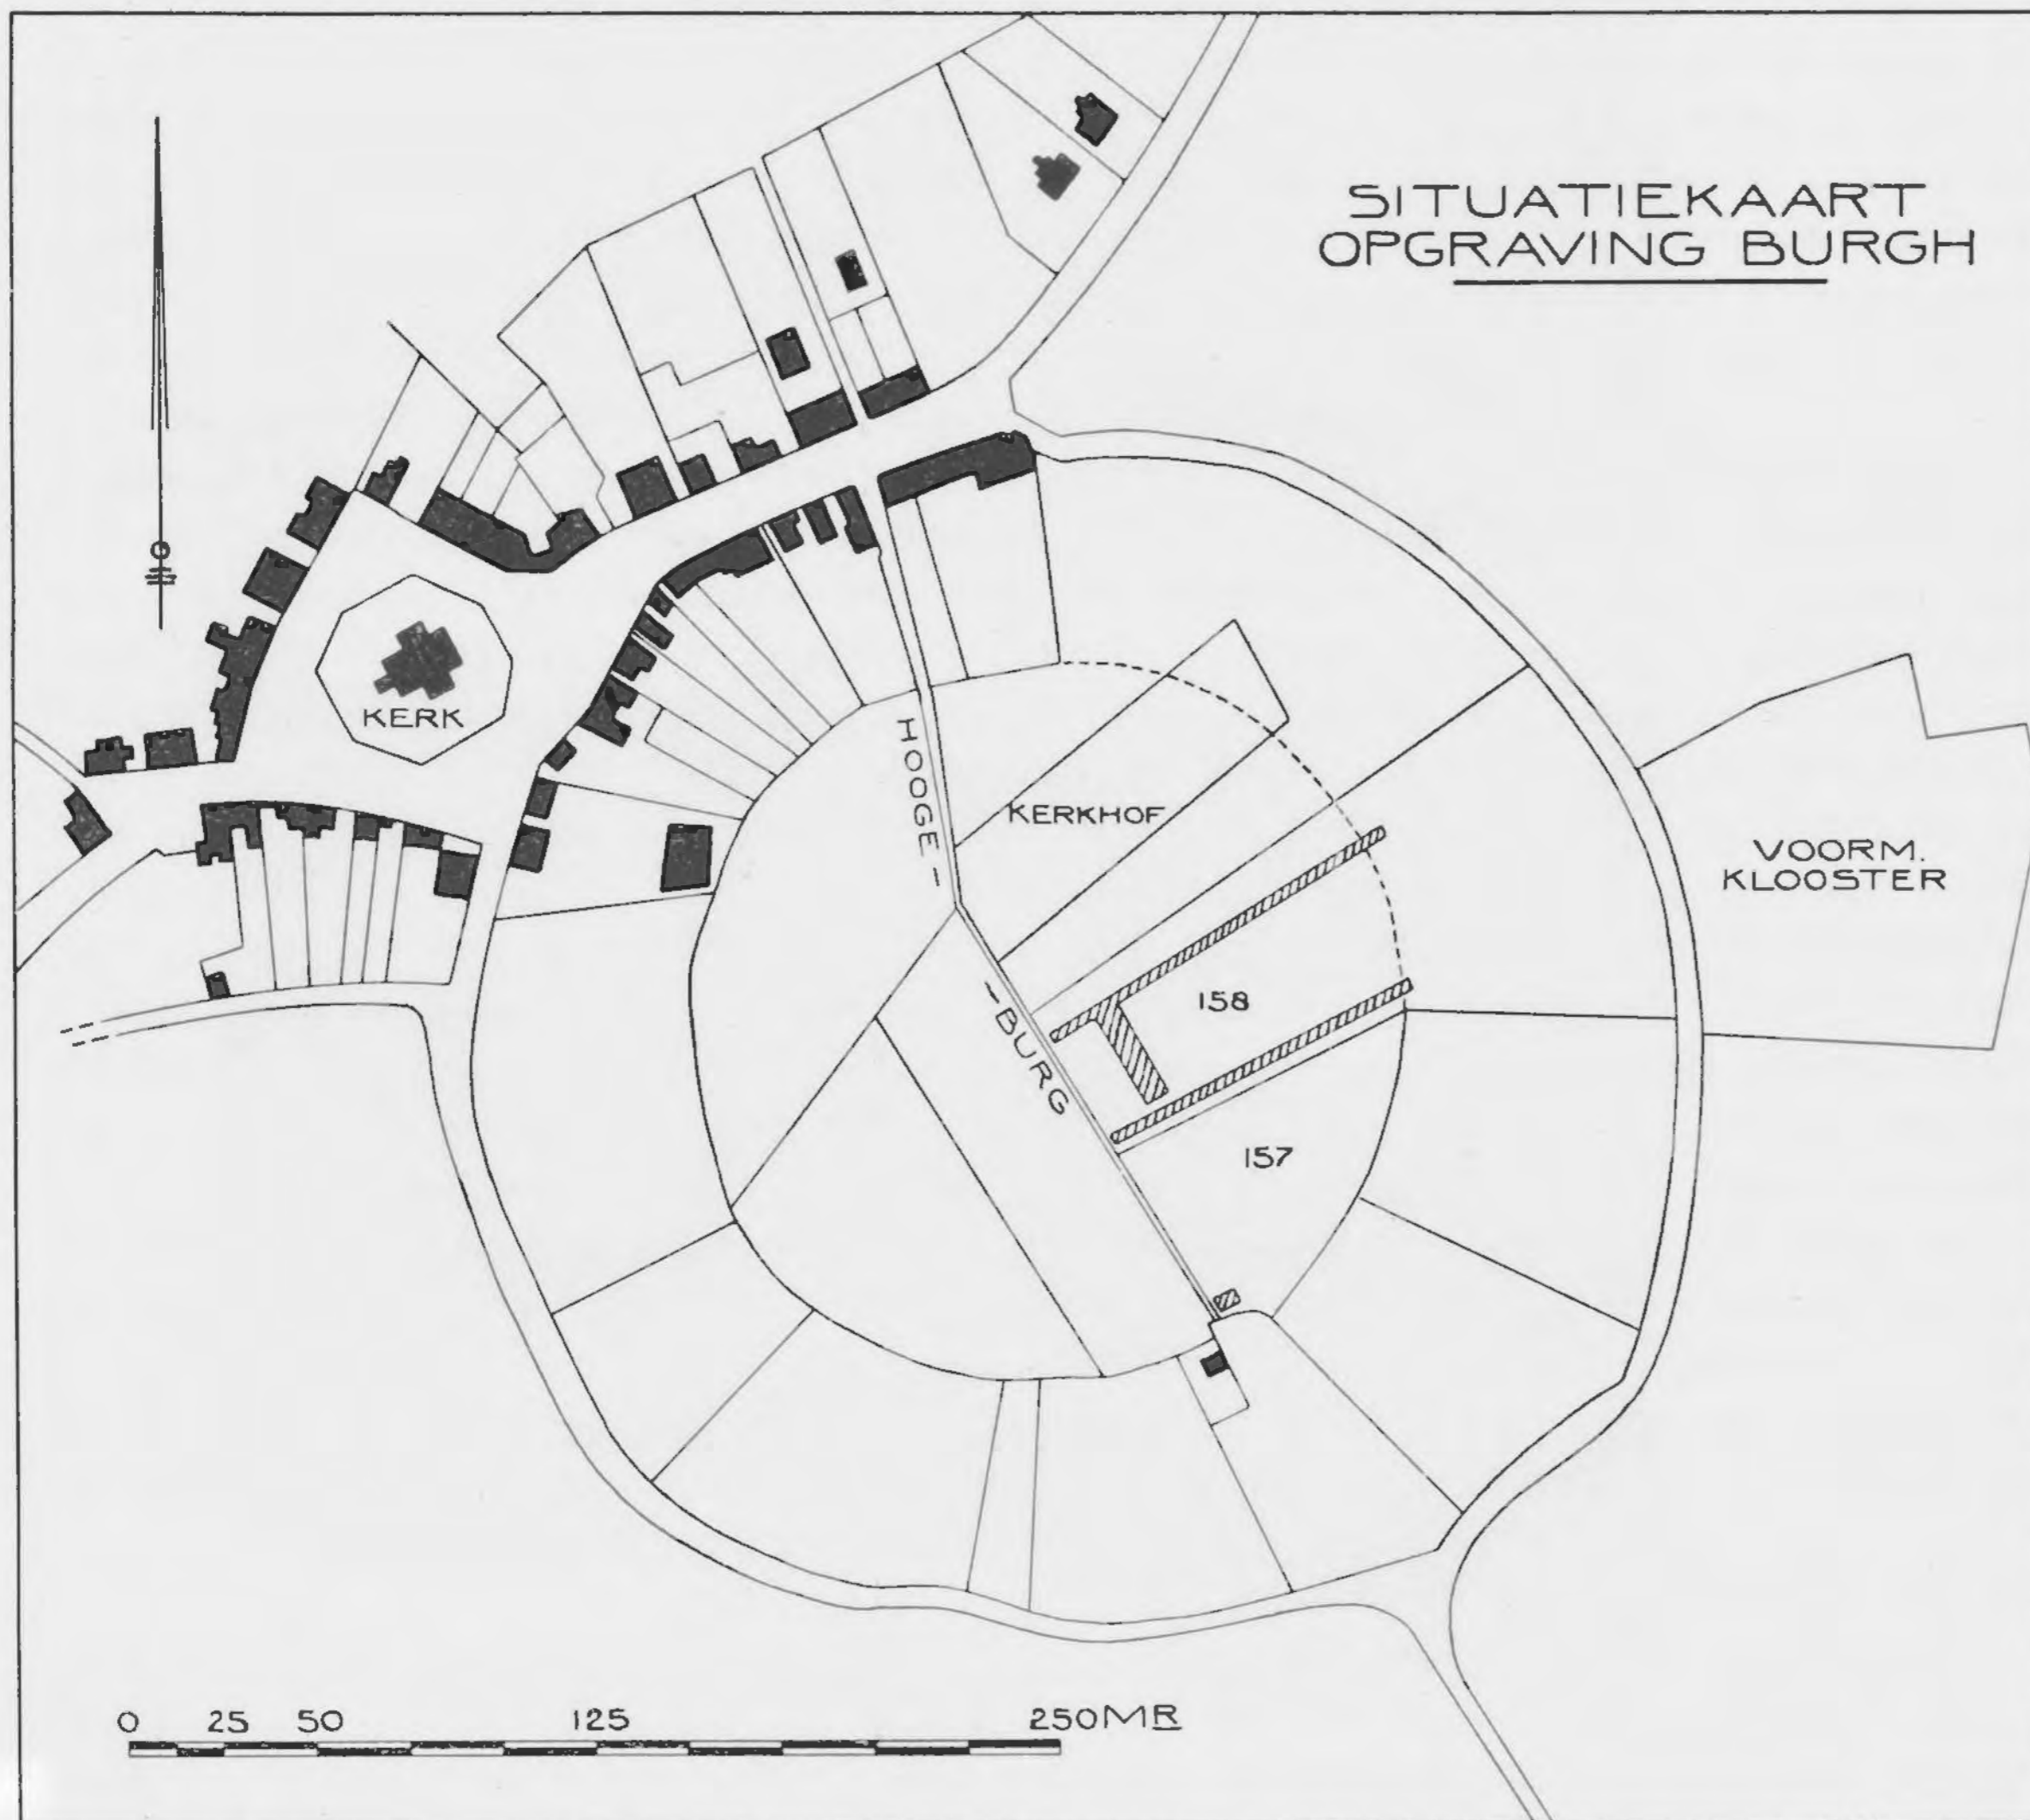 SITUATIEKAART
OPGRAVING BURGH
KERK
HOOGE-
KERKHOF
VOORM.
KLOOSTER
158
-BURG
157
0 25 50 125 250MR